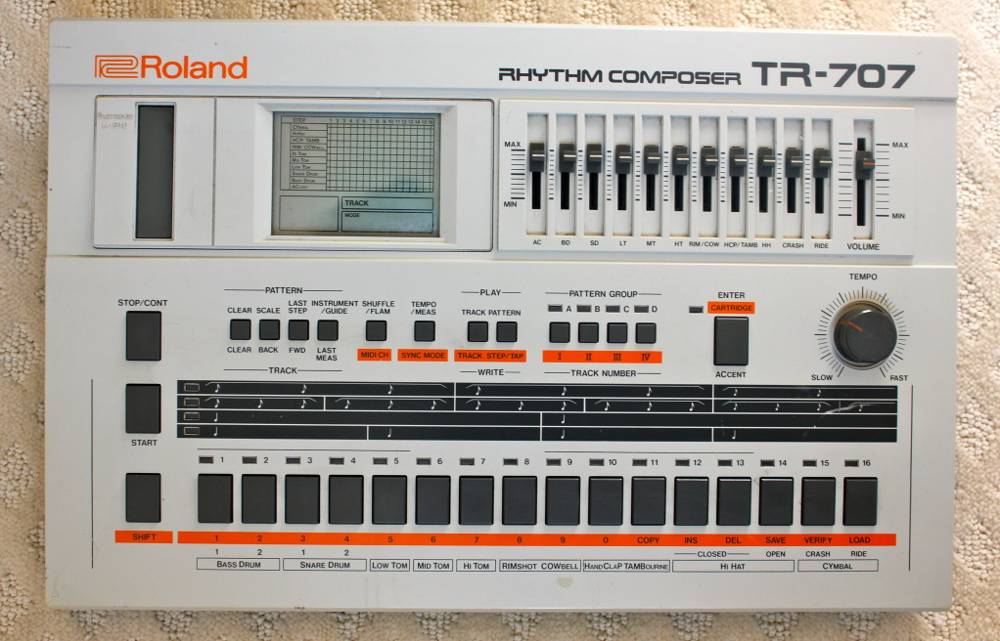 Roland
RHYTHM COMPOSER TR-707
STEP 1 2 3 4 5 6 7 8 9 10 11 12 13 14 15 16
CYMBAL
HI HAT
HCP/TAMB
RIM/COWBELL
HI TOM
MID TOM
LOW TOM
SNARE DRUM
BASS DRUM
ACCENT
TRACK
MODE
MAX
MIN
MAX
MIN
AC BD SD LT MT HT RIM/COW HCP/TAMB HH CRASH RIDE VOLUME
TEMPO
SLOW FAST
STOP/CONT
PATTERN PLAY PATTERN GROUP ENTER
CLEAR SCALE LAST STEP INSTRUMENT /GUIDE SHUFFLE /FLAM TEMPO /MEAS TRACK PATTERN A B C D CARTRIDGE
CLEAR BACK FWD LAST MEAS MIDI CH SYNC MODE TRACK STEP/TAP I II III IV
TRACK WRITE TRACK NUMBER ACCENT
START
1 2 3 4 5 6 7 8 9 10 11 12 13 14 15 16
SHIFT 1 2 3 4 5 6 7 8 9 0 COPY INS DEL SAVE VERIFY LOAD
1 2 1 2 CLOSED OPEN CRASH RIDE
BASS DRUM SNARE DRUM LOW TOM MID TOM HI TOM RIMSHOT COWBELL HAND CLAP TAMBOURINE HI HAT CYMBAL